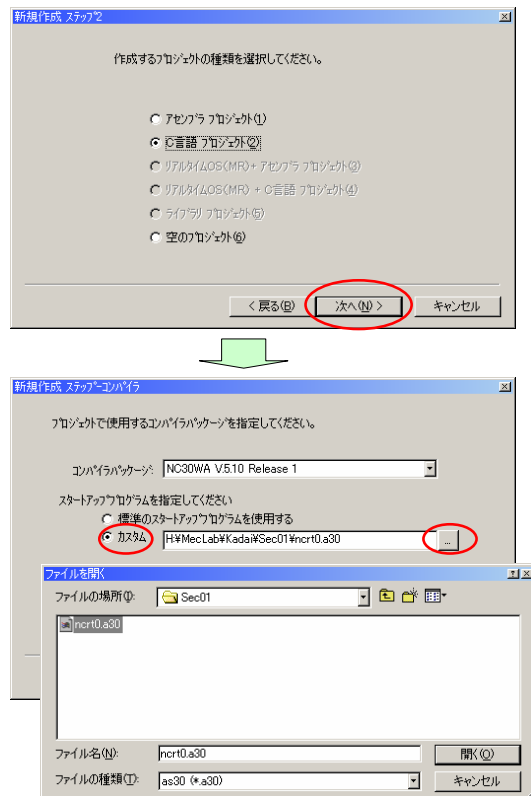 新規作成 ステップ2
作成するプロジェクトの種類を選択してください。
アセンブラ プロジェクト(1)
C言語 プロジェクト(2)
リアルタイムOS(MR)+ アセンブラ プロジェクト(3)
リアルタイムOS(MR) + C言語 プロジェクト(4)
ライブラリ プロジェクト(5)
空のプロジェクト(6)
< 戻る(B)
次へ(N) >
キャンセル
新規作成 ステップ-コンパイラ
プロジェクトで使用するコンパイラパッケージを指定してください。
コンパイラパッケージ: NC30WA V.5.10 Release 1
スタートアッププログラムを指定してください
標準のスタートアッププログラムを使用する
カスタム H:¥MecLab¥Kadai¥Sec01¥ncrt0.a30 ...
ファイルを開く
ファイルの場所(I): Sec01
ncrt0.a30
ファイル名(N): ncrt0.a30 開く(O)
ファイルの種類(T): as30 (*.a30) キャンセル